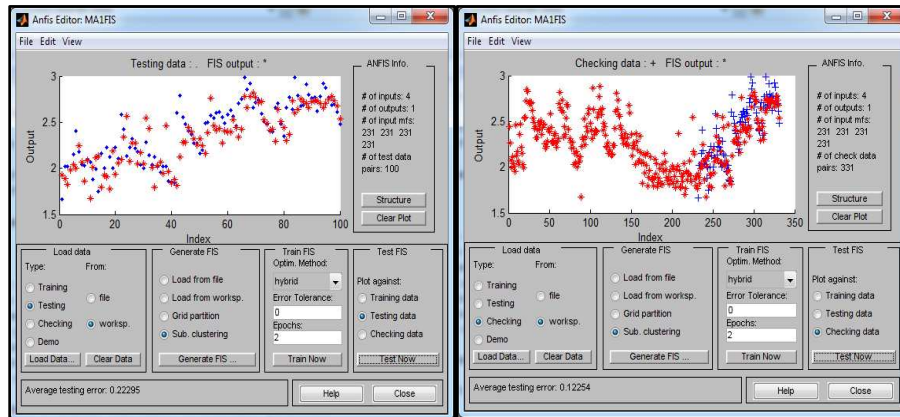 Anfis Editor: MA1FIS
File Edit View
Testing data : . FIS output : *
3
2.5
2
1.5
0 20 40 60 80 100
Output
Index
ANFIS Info.
# of inputs: 4
# of outputs: 1
# of input mfs:
231 231 231
231
# of test data
pairs: 100
Structure
Clear Plot
Load data
Type: From:
Training
Testing
Checking
Demo
file
worksp.
Load Data... Clear Data
Generate FIS
Load from file
Load from worksp.
Grid partition
Sub. clustering
Generate FIS ...
Train FIS
Optim. Method:
hybrid
Error Tolerance:
0
Epochs:
2
Train Now
Test FIS
Plot against:
Training data
Testing data
Checking data
Test Now
Average testing error: 0.22295
Help Close
Anfis Editor: MA1FIS
File Edit View
Checking data : + FIS output : *
3
2.5
2
1.5
0 50 100 150 200 250 300 350
Output
Index
ANFIS Info.
# of inputs: 4
# of outputs: 1
# of input mfs:
231 231 231
231
# of check data
pairs: 331
Structure
Clear Plot
Load data
Type: From:
Training
Testing
Checking
Demo
file
worksp.
Load Data... Clear Data
Generate FIS
Load from file
Load from worksp.
Grid partition
Sub. clustering
Generate FIS ...
Train FIS
Optim. Method:
hybrid
Error Tolerance:
0
Epochs:
2
Train Now
Test FIS
Plot against:
Training data
Testing data
Checking data
Test Now
Average testing error: 0.12254
Help Close